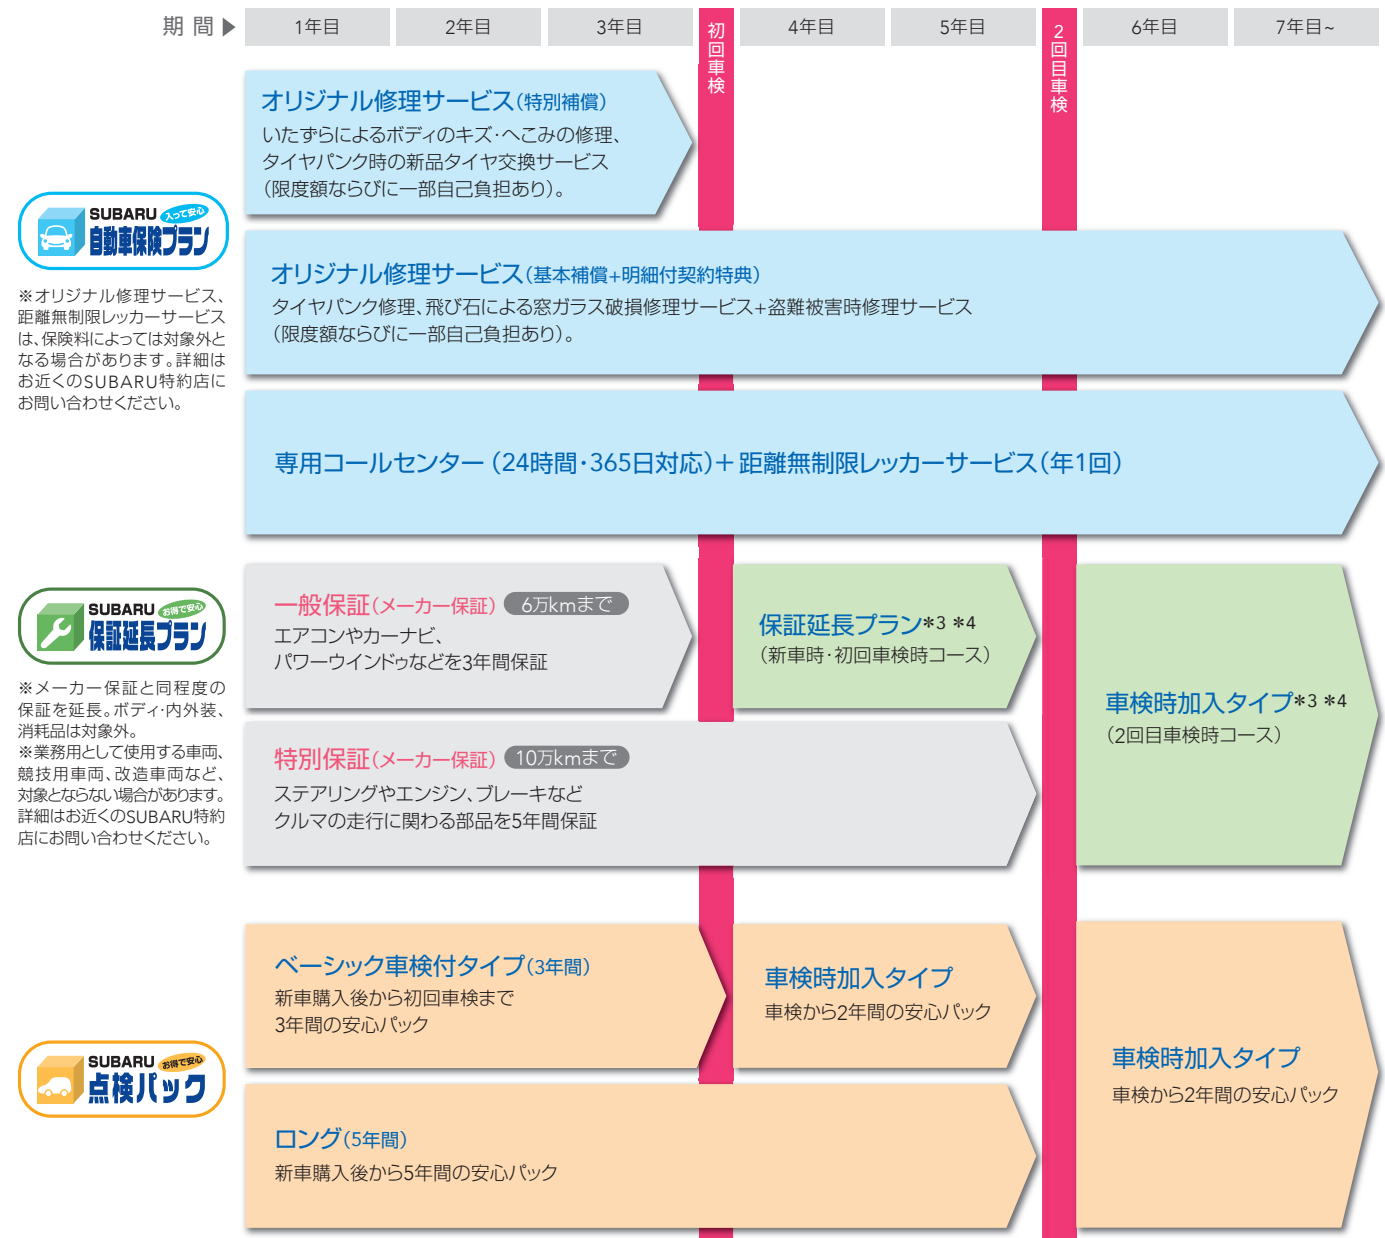 期間▶
1年目
2年目
3年目
初回車検
4年目
5年目
2回目車検
6年目
7年目~
オリジナル修理サービス（特別補償）
いたずらによるボディのキズ・へこみの修理、
タイヤパンク時の新品タイヤ交換サービス
（限度額ならびに一部自己負担あり）。
SUBARU 入って安心
自動車保険プラン
※オリジナル修理サービス、
距離無制限レッカーサービス
は、保険料によっては対象外と
なる場合があります。詳細は
お近くのSUBARU特約店に
お問い合わせください。
オリジナル修理サービス（基本補償+明細付契約特典）
タイヤパンク修理、飛び石による窓ガラス破損修理サービス+盗難被害時修理サービス
（限度額ならびに一部自己負担あり）。
専用コールセンター（24時間・365日対応）＋距離無制限レッカーサービス（年1回）
SUBARU お得で安心
保証延長プラン
※メーカー保証と同程度の
保証を延長。ボディ・内外装、
消耗品は対象外。
※業務用として使用する車両、
競技用車両、改造車両など、
対象とならない場合があります。
詳細はお近くのSUBARU特約
店にお問い合わせください。
一般保証（メーカー保証） 6万kmまで
エアコンやカーナビ、
パワーウインドゥなどを3年間保証
保証延長プラン＊3 ＊4
（新車時・初回車検時コース）
特別保証（メーカー保証） 10万kmまで
ステアリングやエンジン、ブレーキなど
クルマの走行に関わる部品を5年間保証
車検時加入タイプ＊3 ＊4
（2回目車検時コース）
SUBARU お得で安心
点検パック
ベーシック車検付タイプ（3年間）
新車購入後から初回車検まで
3年間の安心パック
車検時加入タイプ
車検から2年間の安心パック
ロング（5年間）
新車購入後から5年間の安心パック
車検時加入タイプ
車検から2年間の安心パック